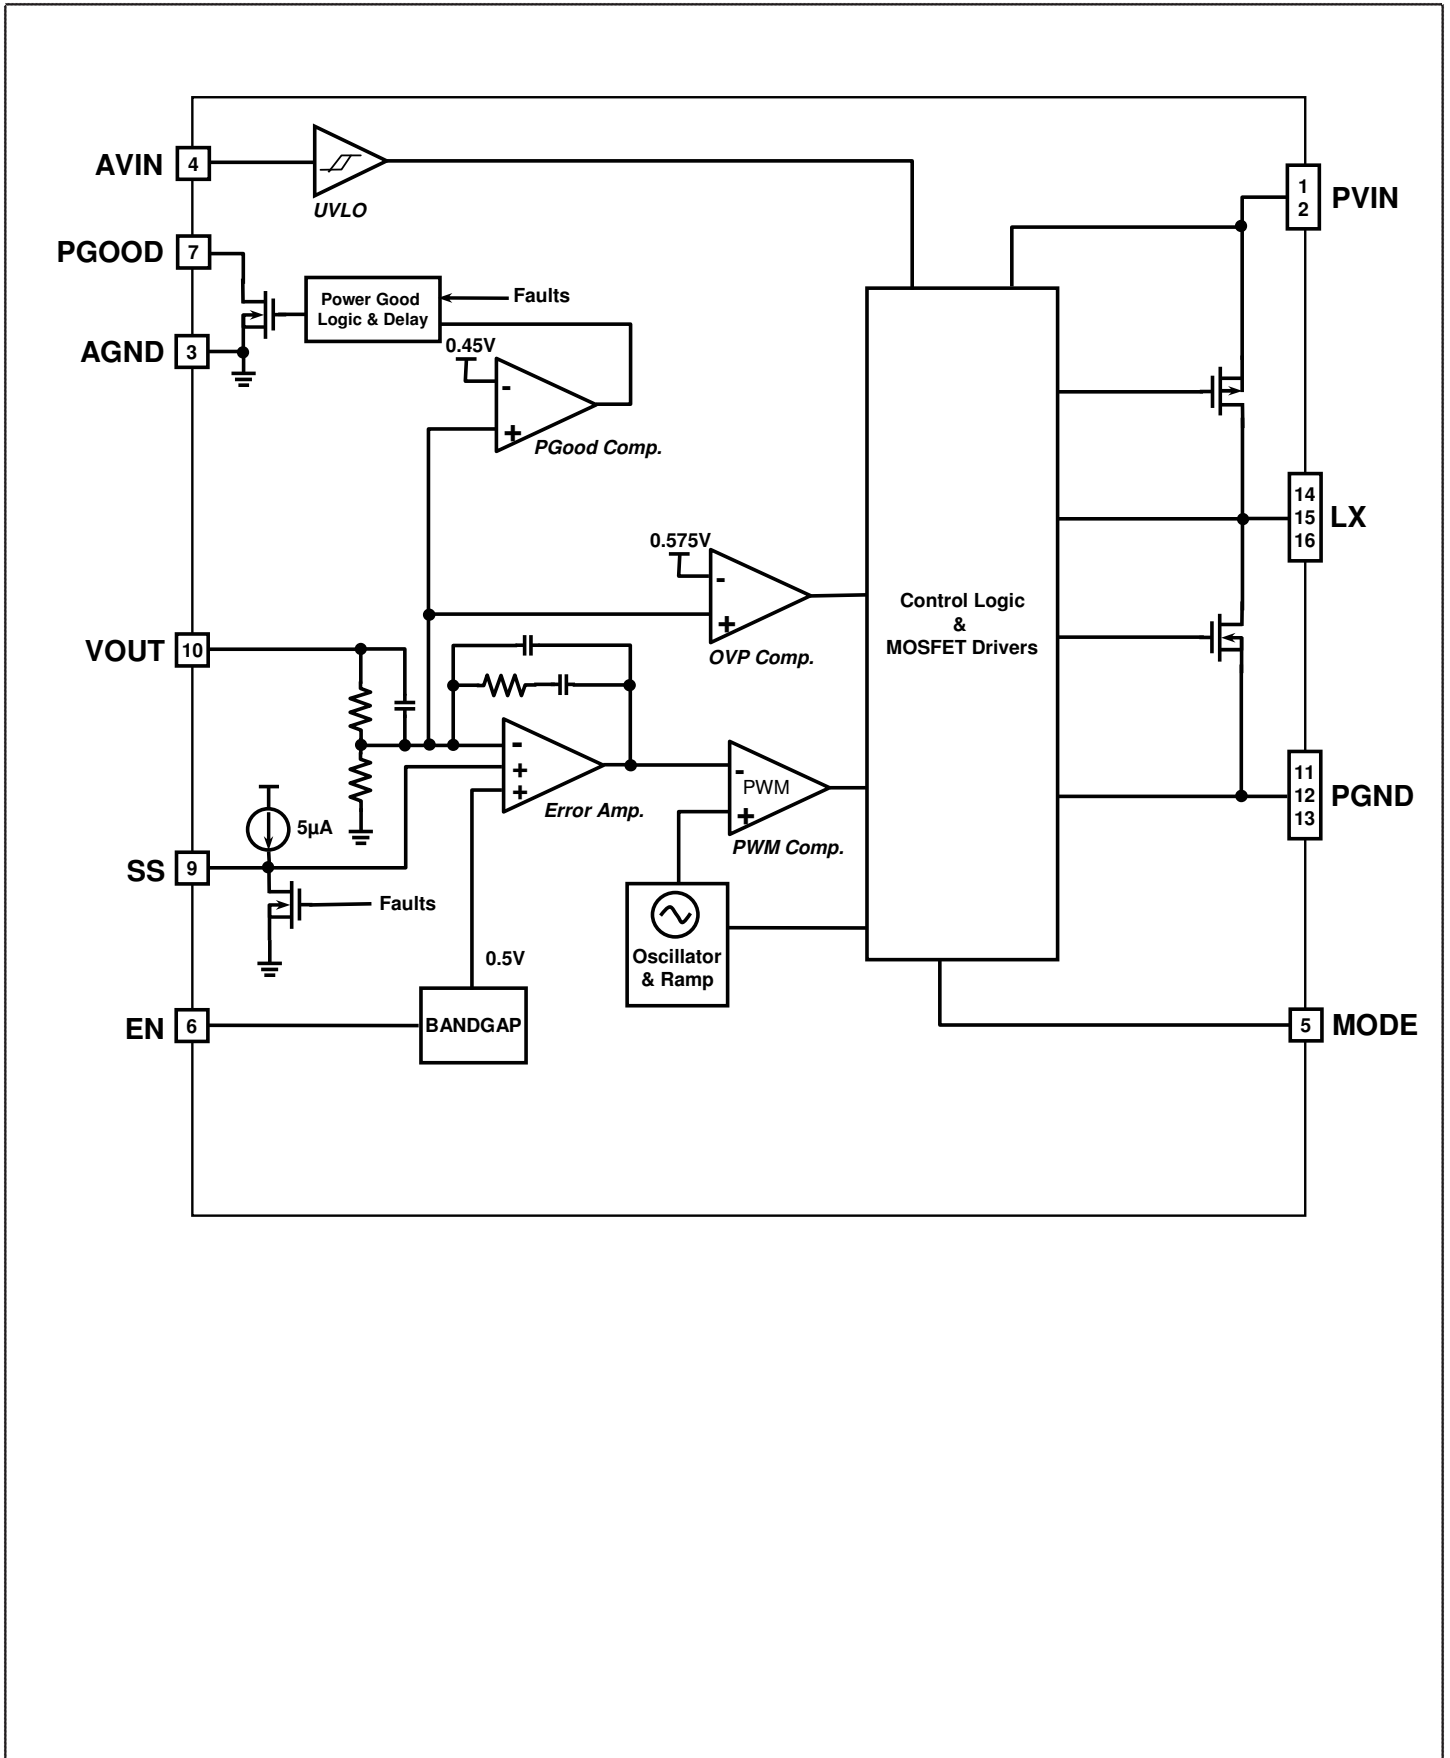 AVIN
4
UVLO
PGOOD
7
Power Good
Logic & Delay
Faults
AGND
3
0.45V
-
+
PGood Comp.
0.575V
-
+
OVP Comp.
VOUT
10
-
+
+
Error Amp.
5µA
SS
9
Faults
0.5V
EN
6
BANDGAP
-
PWM
+
PWM Comp.
Oscillator
& Ramp
Control Logic
&
MOSFET Drivers
1
2
PVIN
14
15
16
LX
11
12
13
PGND
5
MODE